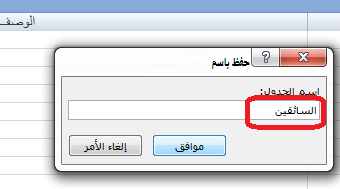 الوصف
حفظ باسم
اسم الجدول:
السائقين
موافق
إلغاء الأمر